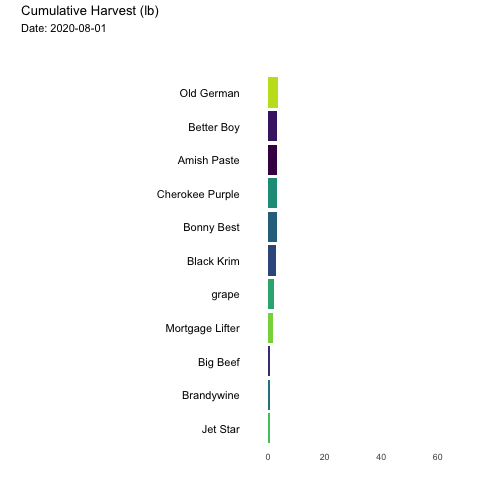 Cumulative Harvest (lb)
Date: 2020-08-01
Old German
Better Boy
Amish Paste
Cherokee Purple
Bonny Best
Black Krim
grape
Mortgage Lifter
Big Beef
Brandywine
Jet Star
0 20 40 60